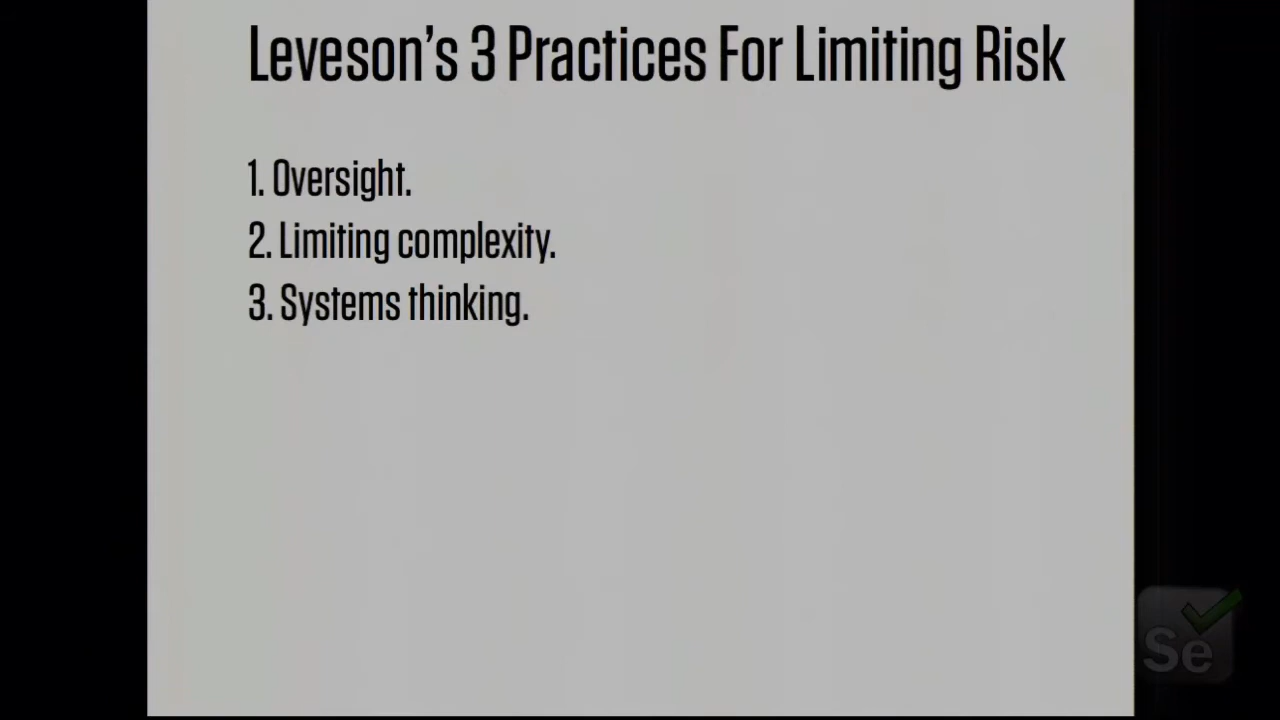 Leveson's 3 Practices For Limiting Risk
1. Oversight.
2. Limiting complexity.
3. Systems thinking.
Se